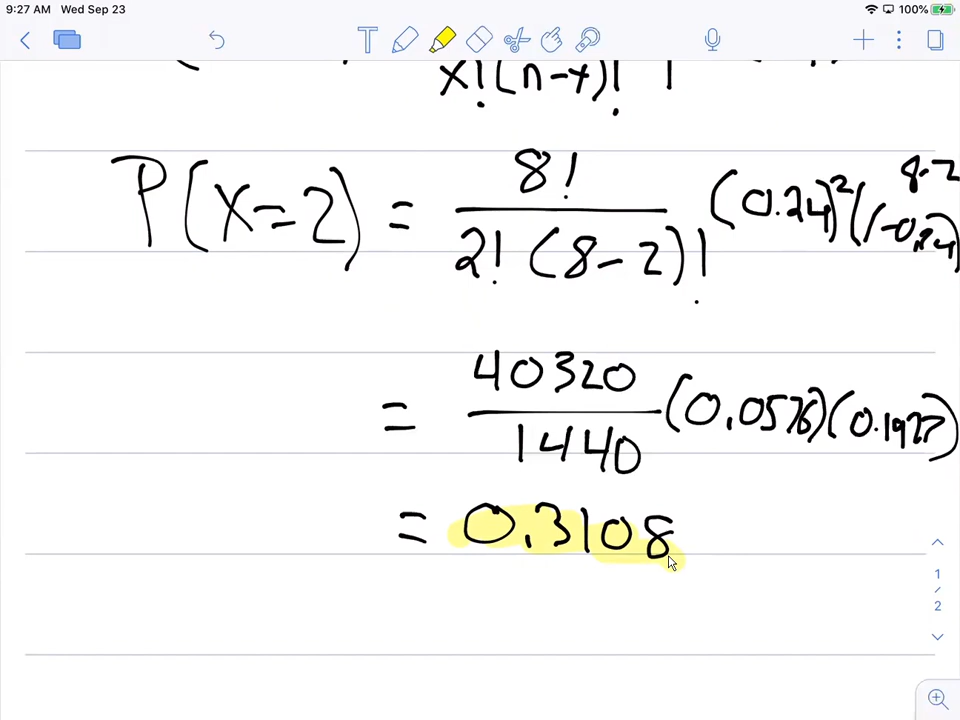 9:27 AM Wed Sep 23 100%
x!(n-x)!
P(X=2) = 8! / 2!(8-2)! (0.24)²(1-0.24)⁸⁻²
= 40320 / 1440 (0.0576)(0.1927)
= 0.3108
1
/
2